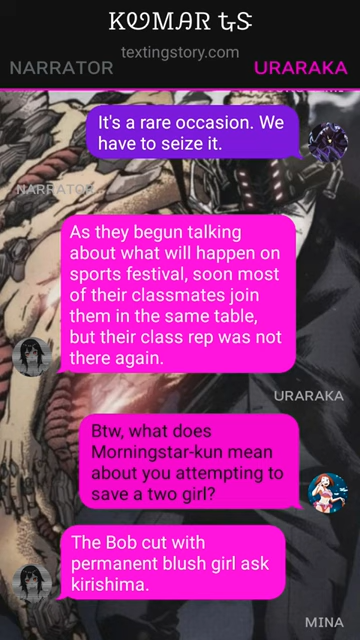 KUMAR GS
textingstory.com
NARRATOR
URARAKA
It's a rare occasion. We
have to seize it.
NARRATOR
As they begun talking
about what will happen on
sports festival, soon most
of their classmates join
them in the same table,
but their class rep was not
there again.
URARAKA
Btw, what does
Morningstar-kun mean
about you attempting to
save a two girl?
The Bob cut with
permanent blush girl ask
kirishima.
MINA